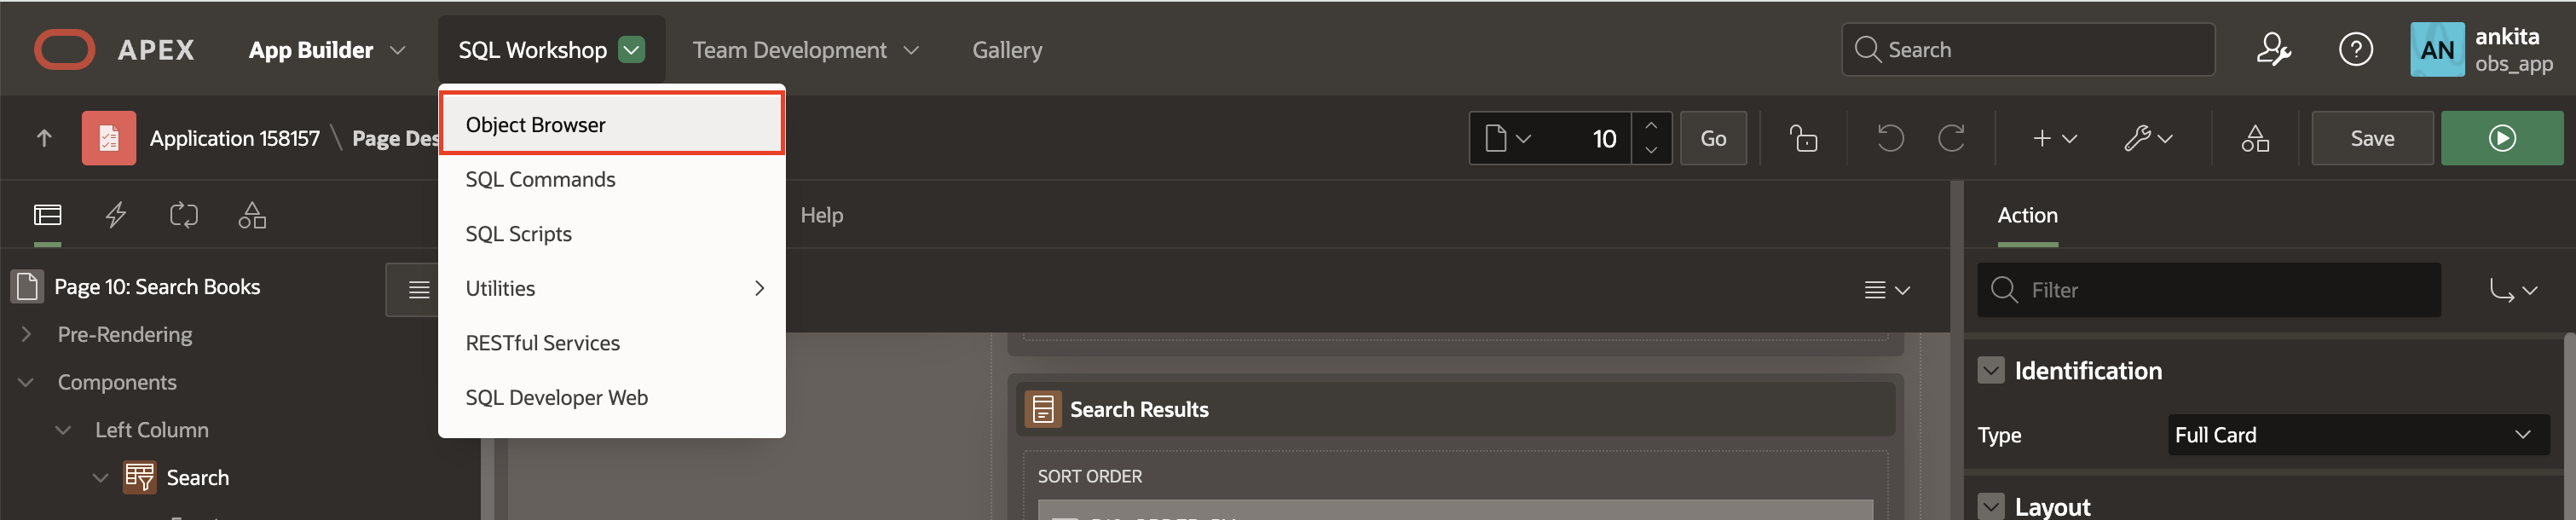 APEX App Builder SQL Workshop Team Development Gallery Search ? AN ankita
obs_app
Application 158157 \ Page Des 10 Go Save
Object Browser
SQL Commands
SQL Scripts
Utilities
RESTful Services
SQL Developer Web
Help
Action
Page 10: Search Books
Pre-Rendering
Components
Left Column
Search
Filter
Search Results
SORT ORDER
Identification
Type Full Card
Layout